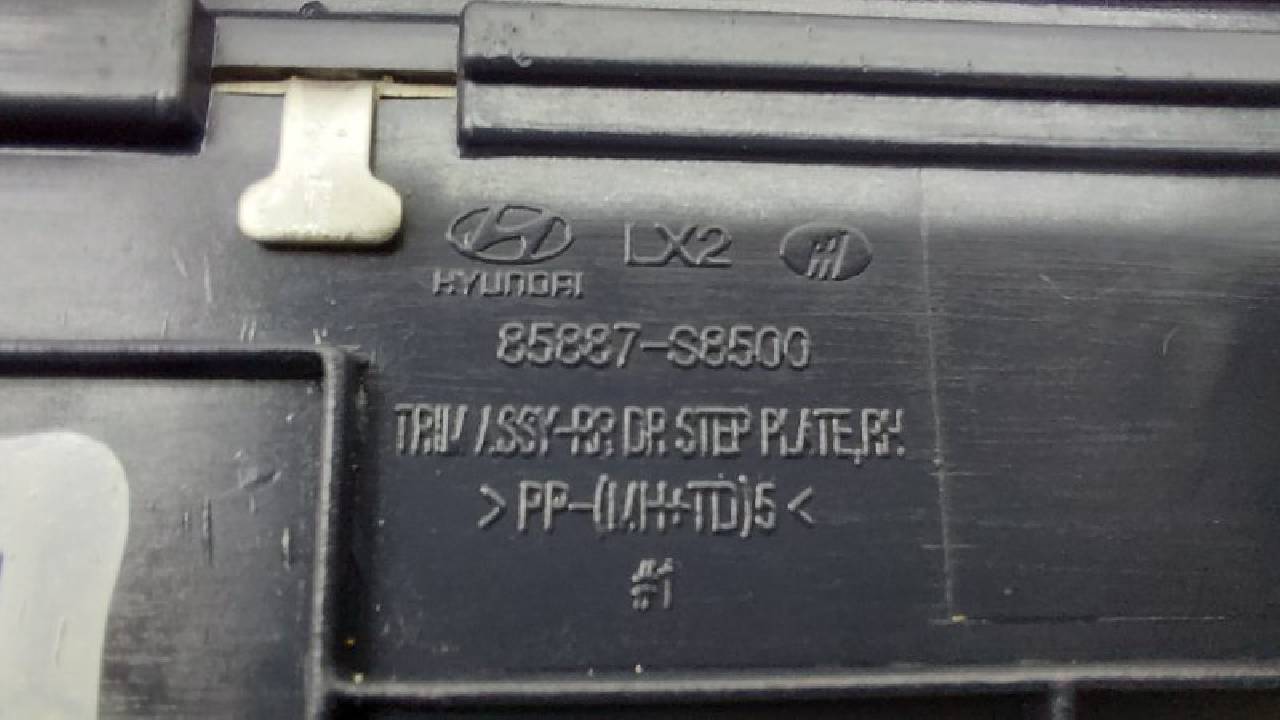 HYUNDAI LX2
85887-S8500
TRIM ASSY-RR DR STEP PLATE,RH
>PP-(MH+TD)5<
#1